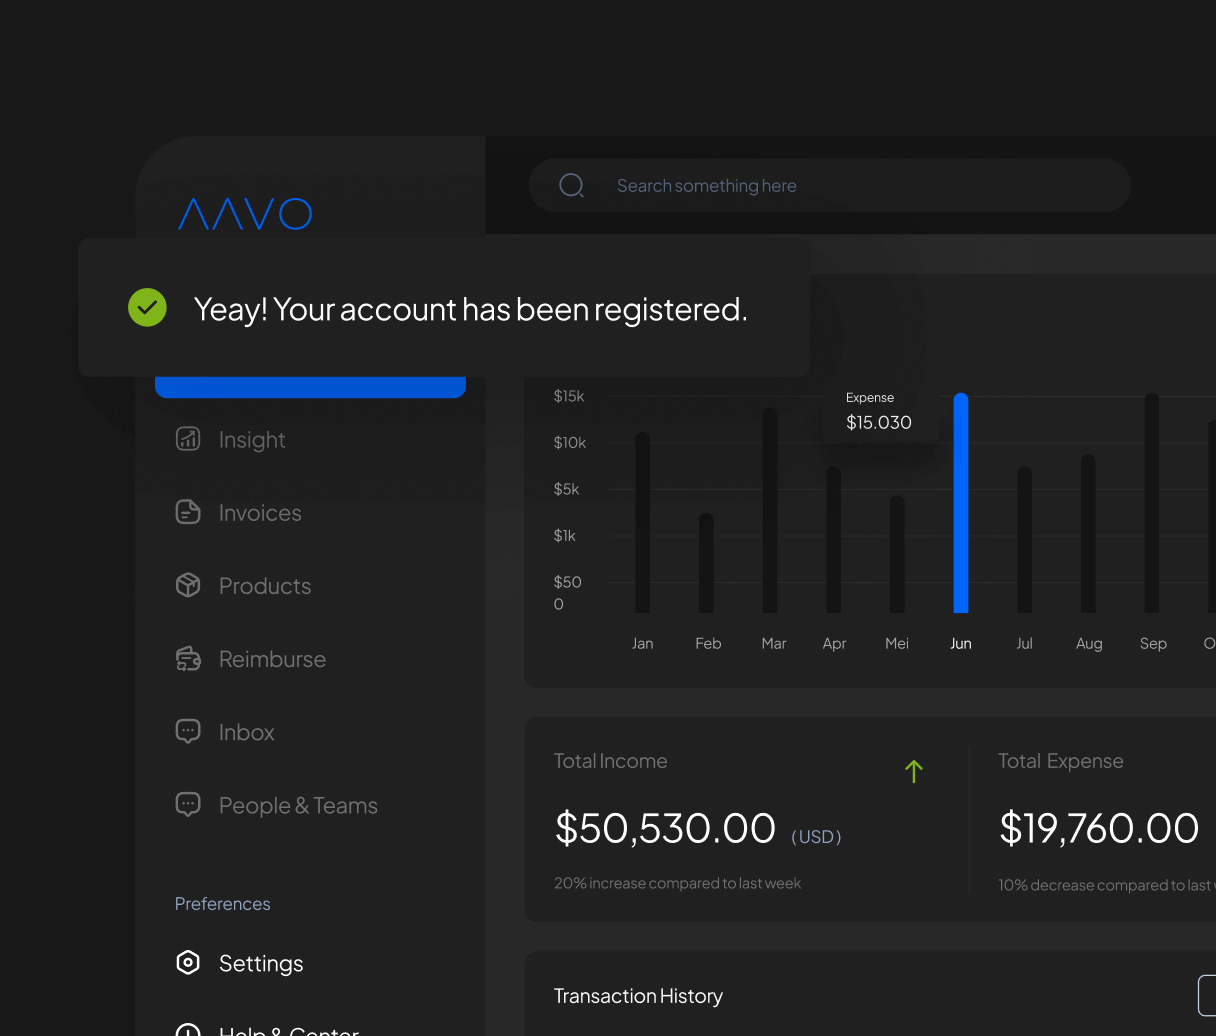 AAVO
Search something here
Yeay! Your account has been registered.
Insight
Invoices
Products
Reimburse
Inbox
People & Teams
Preferences
Settings
Help & Center
$15k
$10k
$5k
$1k
$50
0
Expense
$15.030
Jan Feb Mar Apr Mei Jun Jul Aug Sep O
Total Income
$50,530.00 (USD)
20% increase compared to last week
Total Expense
$19,760.00
10% decrease compared to last
Transaction History